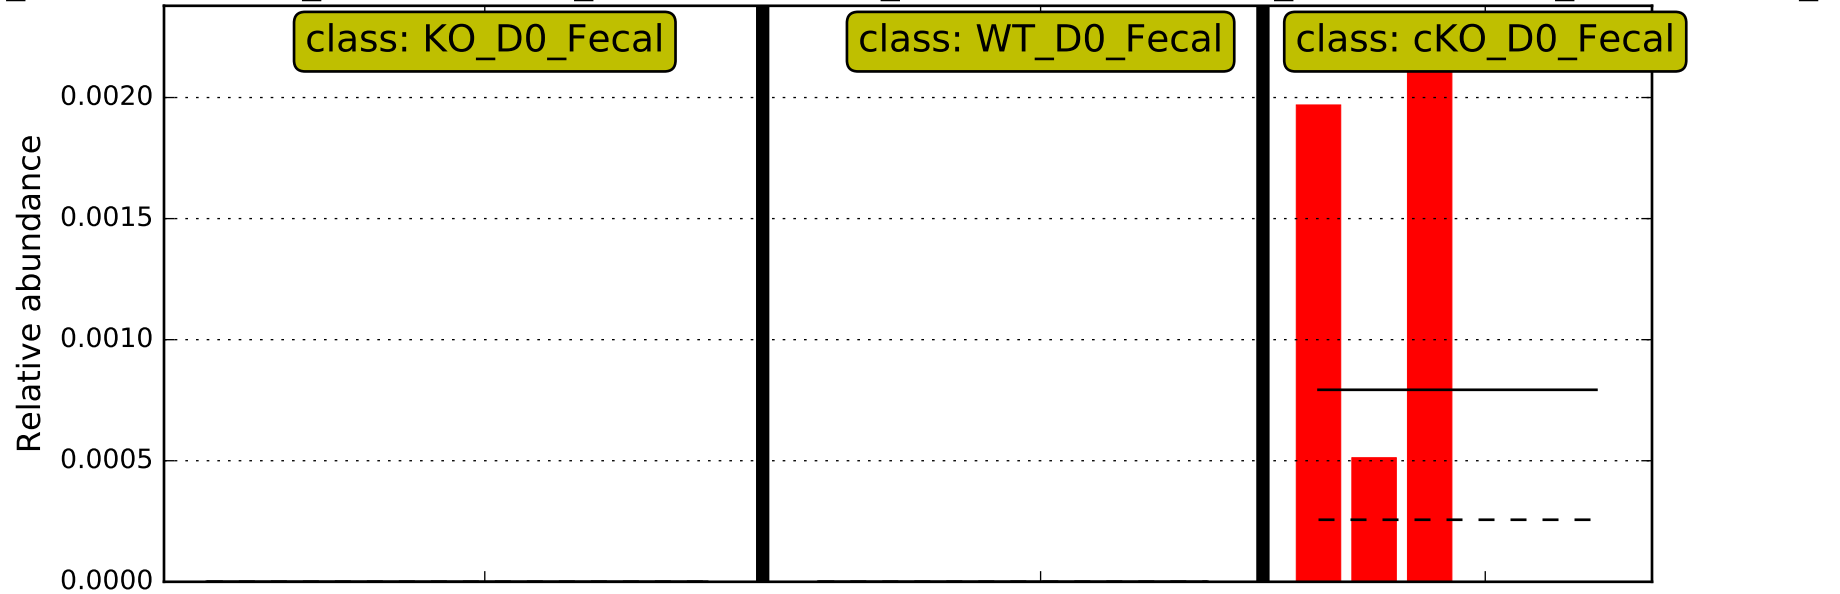 class: KO_D0_Fecal
class: WT_D0_Fecal
class: cKO_D0_Fecal
0.0020
0.0015
0.0010
0.0005
0.0000
Relative abundance